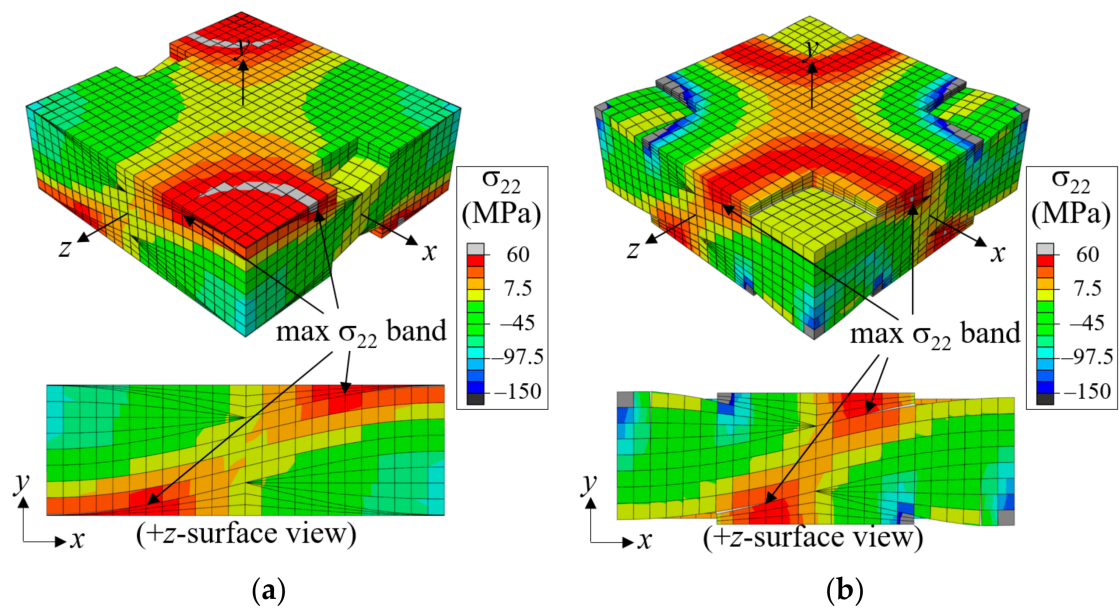 y
z
x
σ22
(MPa)
60
7.5
–45
–97.5
–150
max σ22 band
y
x
(+z-surface view)
(a)
y
z
x
σ22
(MPa)
60
7.5
–45
–97.5
–150
max σ22 band
y
x
(+z-surface view)
(b)